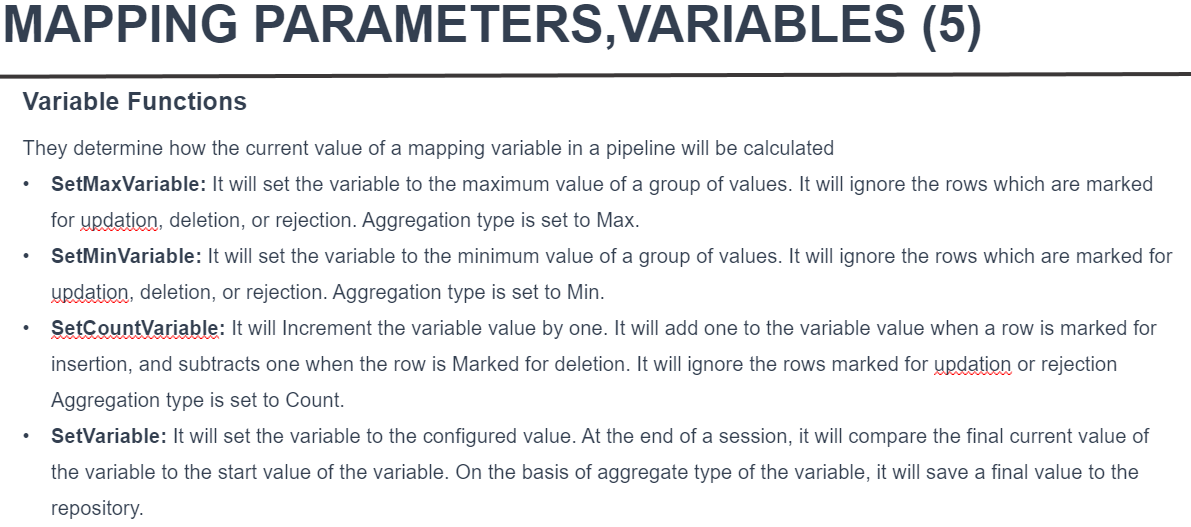 MAPPING PARAMETERS,VARIABLES (5)
Variable Functions
They determine how the current value of a mapping variable in a pipeline will be calculated
• SetMaxVariable: It will set the variable to the maximum value of a group of values. It will ignore the rows which are marked
for updation, deletion, or rejection. Aggregation type is set to Max.
• SetMinVariable: It will set the variable to the minimum value of a group of values. It will ignore the rows which are marked for
updation, deletion, or rejection. Aggregation type is set to Min.
• SetCountVariable: It will Increment the variable value by one. It will add one to the variable value when a row is marked for
insertion, and subtracts one when the row is Marked for deletion. It will ignore the rows marked for updation or rejection
Aggregation type is set to Count.
• SetVariable: It will set the variable to the configured value. At the end of a session, it will compare the final current value of
the variable to the start value of the variable. On the basis of aggregate type of the variable, it will save a final value to the
repository.